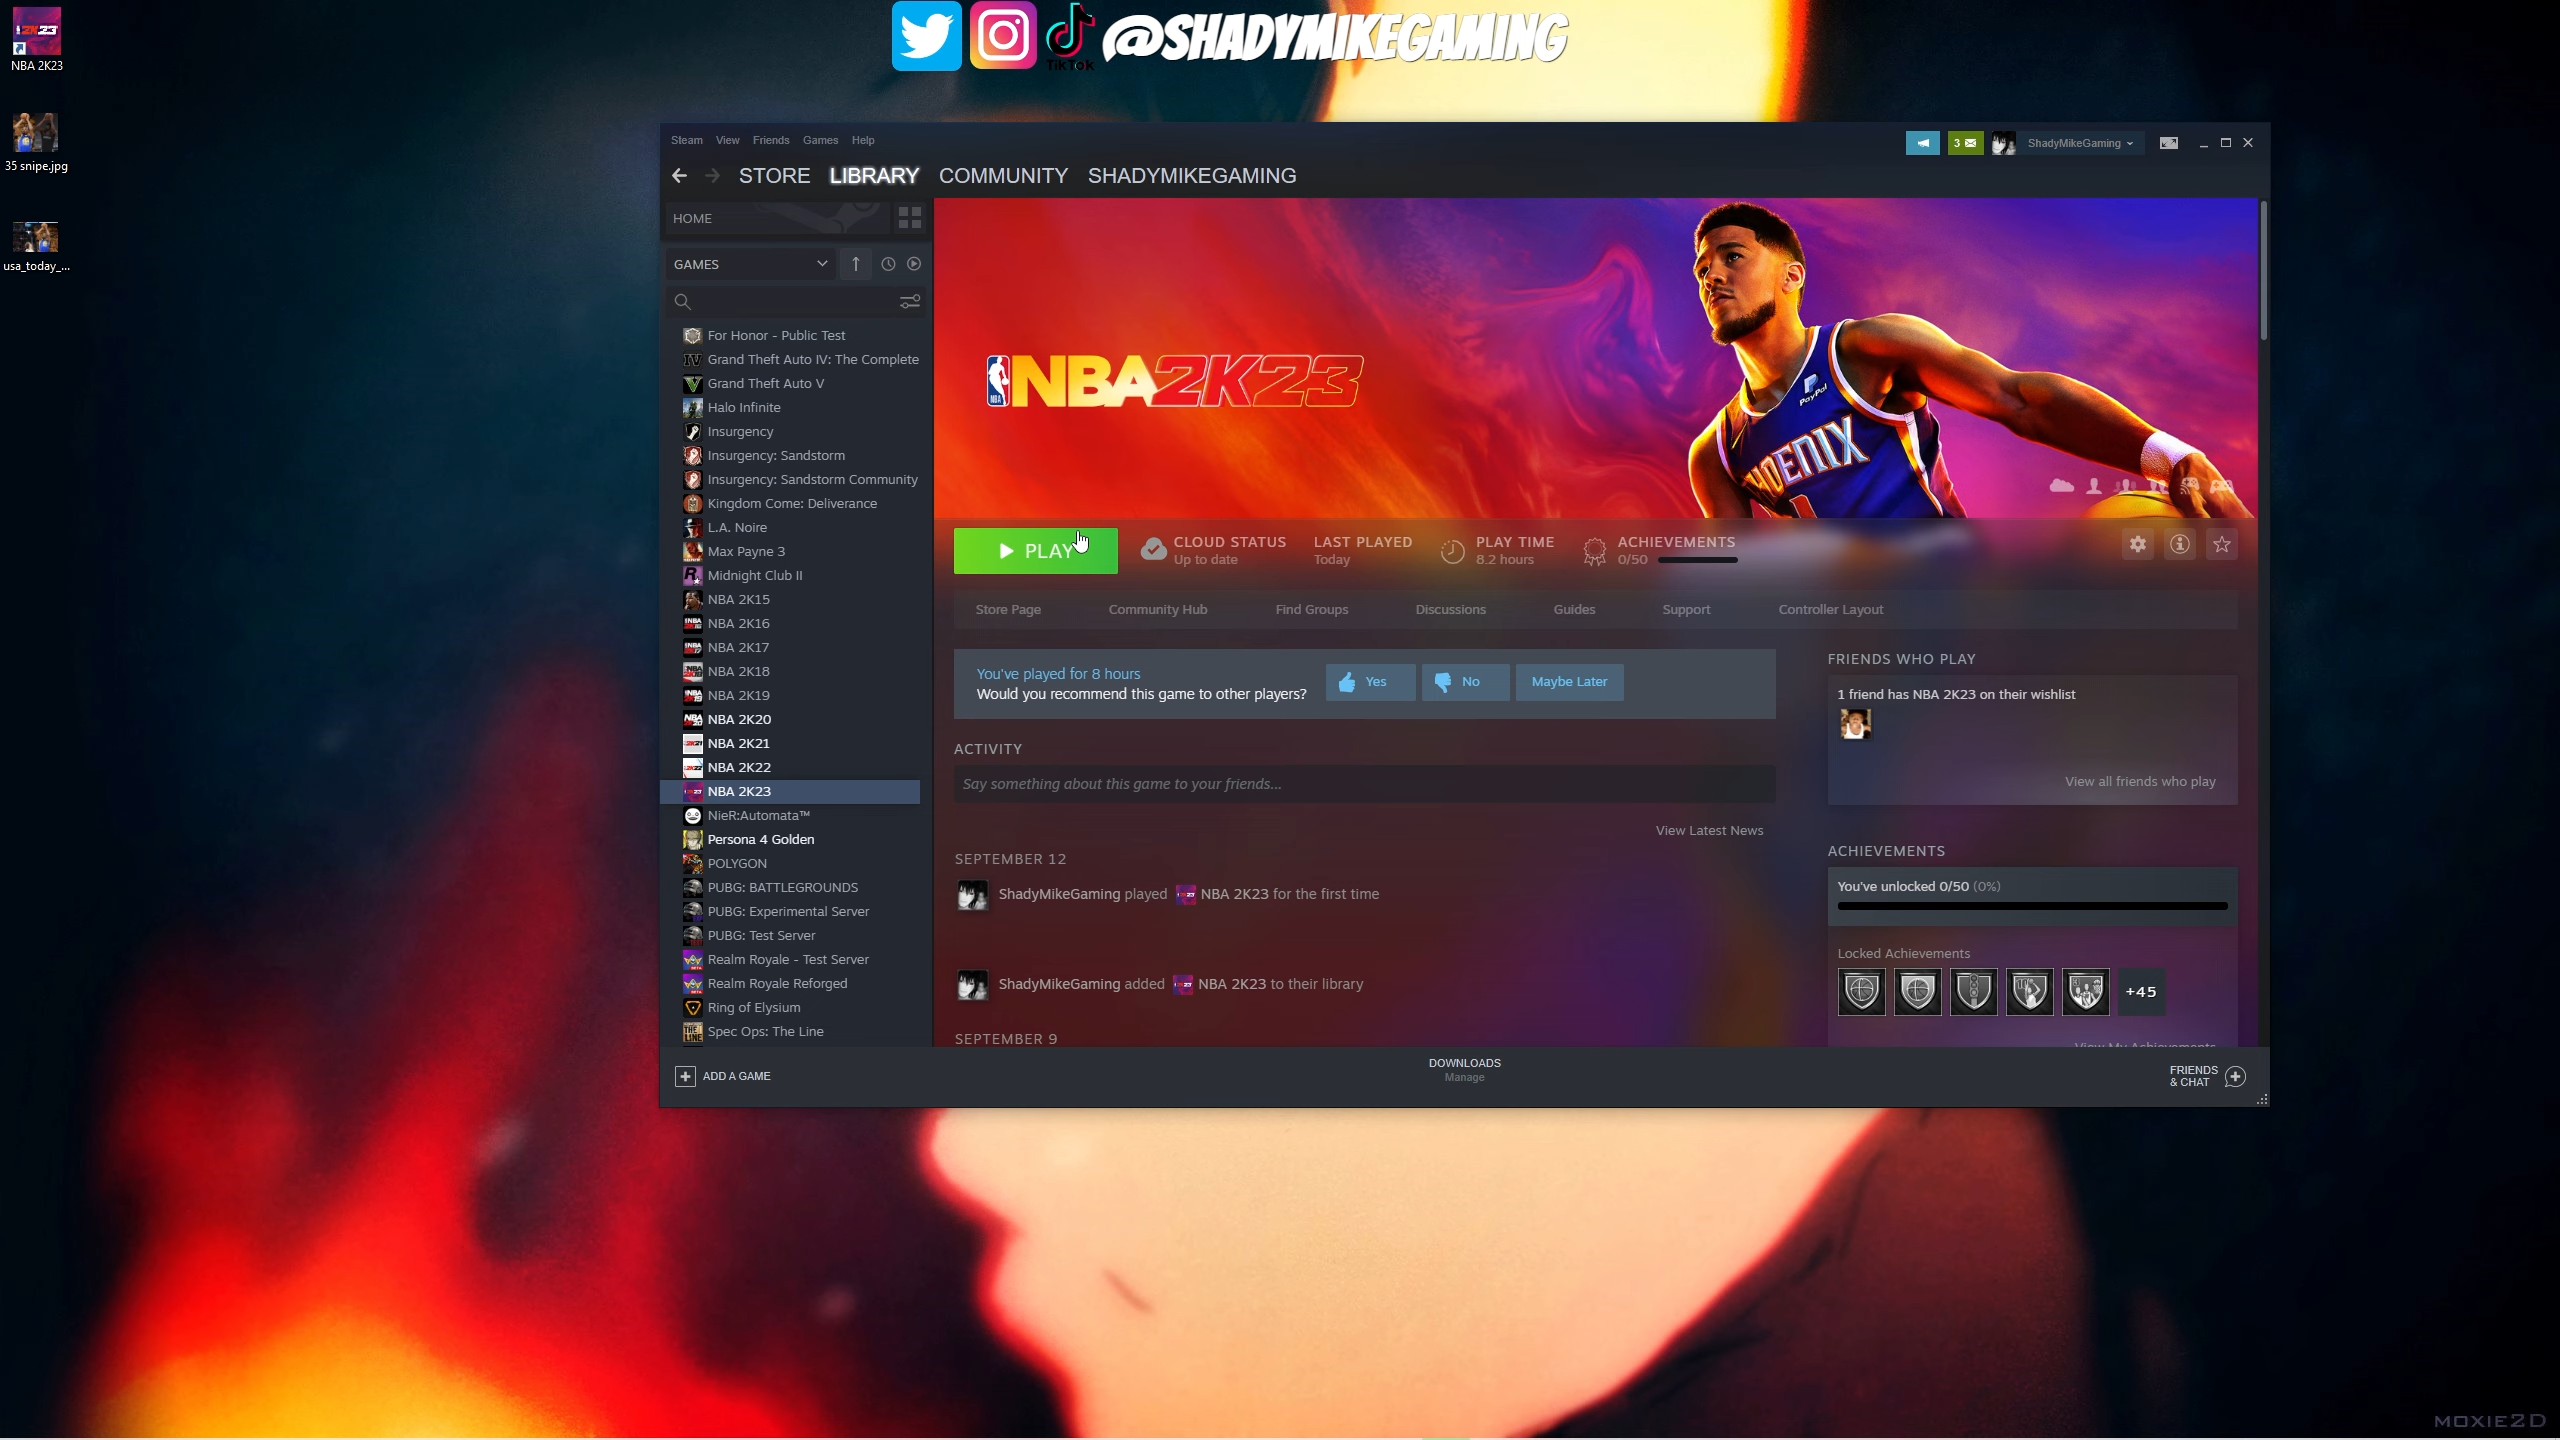 NBA 2K23
35 snipe.jpg
usa_today_...
TikTok
@SHADYMIKEGAMING
Steam View Friends Games Help
3
ShadyMikeGaming
STORE LIBRARY COMMUNITY SHADYMIKEGAMING
HOME
GAMES
For Honor - Public Test
Grand Theft Auto IV: The Complete
Grand Theft Auto V
Halo Infinite
Insurgency
Insurgency: Sandstorm
Insurgency: Sandstorm Community
Kingdom Come: Deliverance
L.A. Noire
Max Payne 3
Midnight Club II
NBA 2K15
NBA 2K16
NBA 2K17
NBA 2K18
NBA 2K19
NBA 2K20
NBA 2K21
NBA 2K22
NBA 2K23
NieR:Automata™
Persona 4 Golden
POLYGON
PUBG: BATTLEGROUNDS
PUBG: Experimental Server
PUBG: Test Server
Realm Royale - Test Server
Realm Royale Reforged
Ring of Elysium
Spec Ops: The Line
NBA 2K23
PayPal
PHOENIX
PLAY
CLOUD STATUS
Up to date
LAST PLAYED
Today
PLAY TIME
8.2 hours
ACHIEVEMENTS
0/50
Store Page Community Hub Find Groups Discussions Guides Support Controller Layout
You've played for 8 hours
Would you recommend this game to other players?
Yes No Maybe Later
ACTIVITY
Say something about this game to your friends...
View Latest News
SEPTEMBER 12
ShadyMikeGaming played NBA 2K23 for the first time
ShadyMikeGaming added NBA 2K23 to their library
SEPTEMBER 9
FRIENDS WHO PLAY
1 friend has NBA 2K23 on their wishlist
View all friends who play
ACHIEVEMENTS
You've unlocked 0/50 (0%)
Locked Achievements
+45
View My Achievements
ADD A GAME
DOWNLOADS
Manage
FRIENDS
& CHAT
MOXIE2D